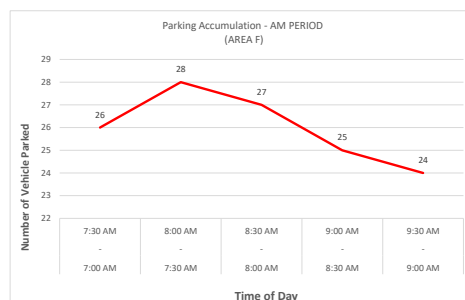 Parking Accumulation - AM PERIOD
(AREA F)
29
28
27
26
25
24
23
22
26
28
27
25
24
Number of Vehicle Parked
7:30 AM 8:00 AM 8:30 AM 9:00 AM 9:30 AM
- - - - -
7:00 AM 7:30 AM 8:00 AM 8:30 AM 9:00 AM
Time of Day